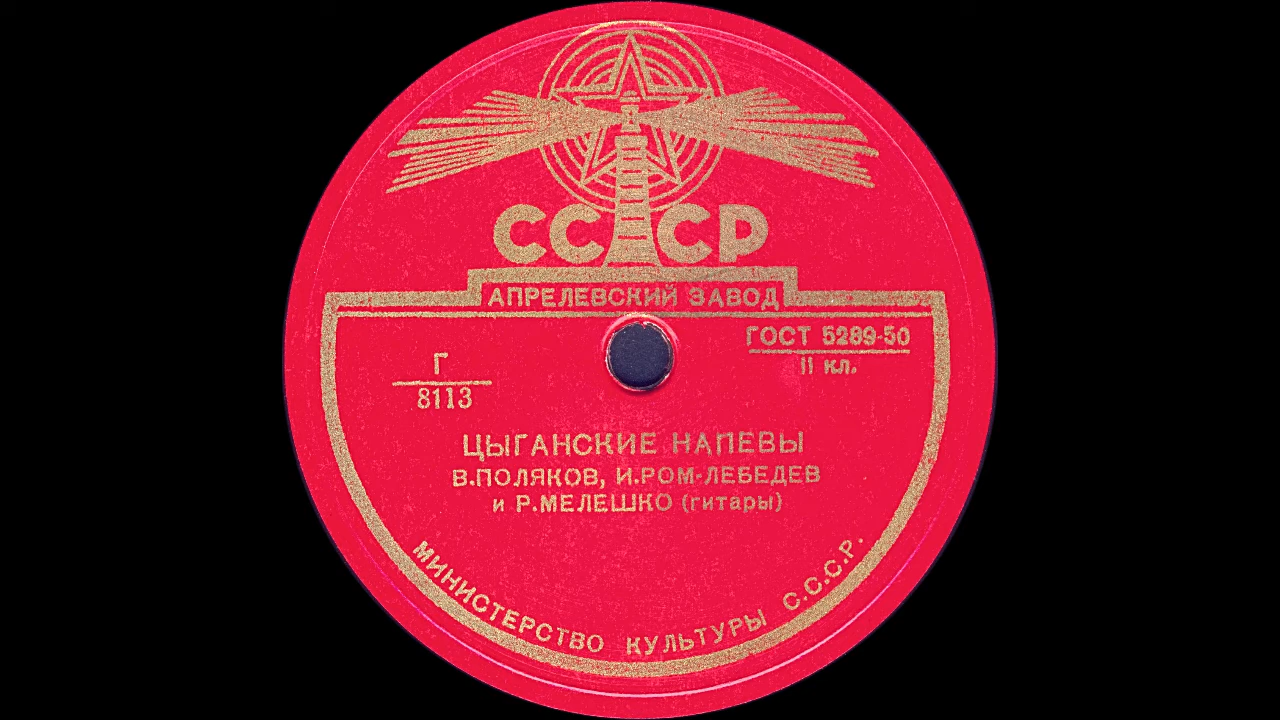 СССР
АПРЕЛЕВСКИЙ ЗАВОД
ГОСТ 5289-50
II кл.
Г
8113
ЦЫГАНСКИЕ НАПЕВЫ
В.ПОЛЯКОВ, И.РОМ-ЛЕБЕДЕВ
и Р.МЕЛЕШКО (гитары)
МИНИСТЕРСТВО КУЛЬТУРЫ С.С.С.Р.